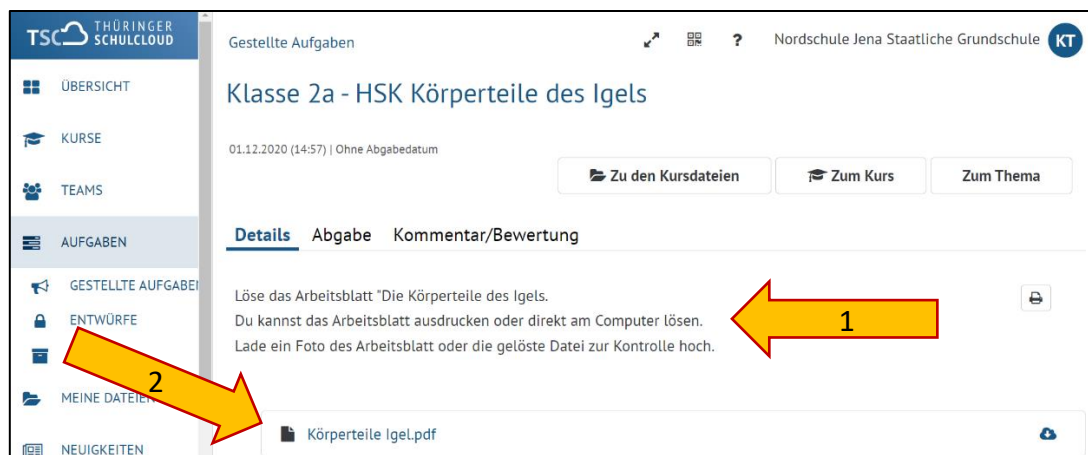 TSC THÜRINGER SCHULCLOUD
Gestellte Aufgaben
? Nordschule Jena Staatliche Grundschule KT
ÜBERSICHT
KURSE
TEAMS
AUFGABEN
GESTELLTE AUFGABEN
ENTWÜRFE
MEINE DATEIEN
NEUIGKEITEN
Klasse 2a - HSK Körperteile des Igels
01.12.2020 (14:57) | Ohne Abgabedatum
Zu den Kursdateien
Zum Kurs
Zum Thema
Details Abgabe Kommentar/Bewertung
Löse das Arbeitsblatt "Die Körperteile des Igels.
Du kannst das Arbeitsblatt ausdrucken oder direkt am Computer lösen.
Lade ein Foto des Arbeitsblatt oder die gelöste Datei zur Kontrolle hoch.
1
2
Körperteile Igel.pdf